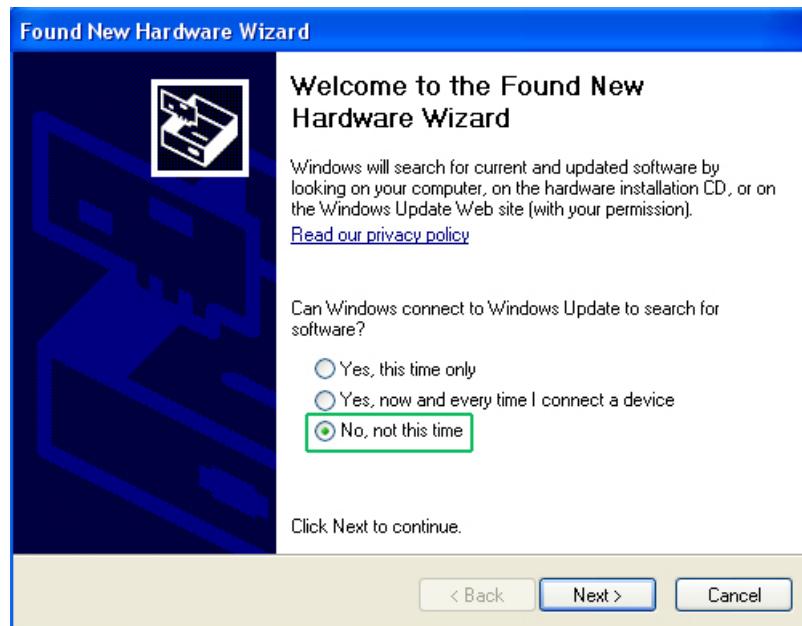 Found New Hardware Wizard
Welcome to the Found New
Hardware Wizard
Windows will search for current and updated software by
looking on your computer, on the hardware installation CD, or on
the Windows Update Web site (with your permission).
Read our privacy policy
Can Windows connect to Windows Update to search for
software?
Yes, this time only
Yes, now and every time I connect a device
No, not this time
Click Next to continue.
< Back Next > Cancel